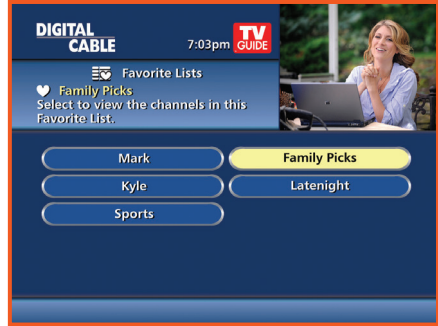 DIGITAL
CABLE
7:03pm
TV
GUIDE
Favorite Lists
Family Picks
Select to view the channels in this
Favorite List.
Mark
Family Picks
Kyle
Latenight
Sports